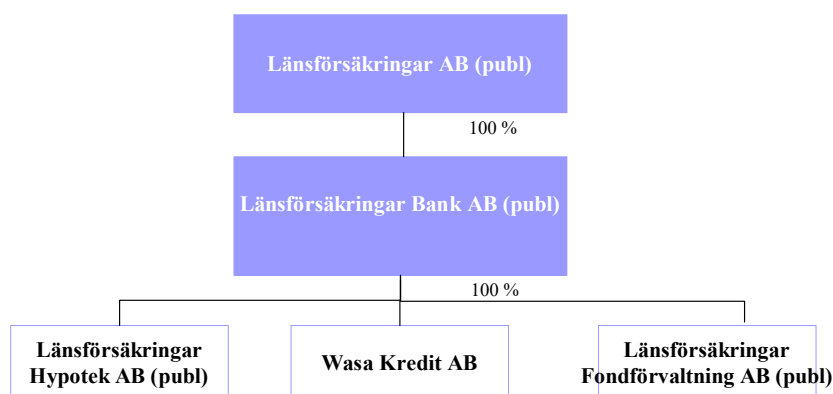 Länsförsäkringar AB (publ)
100 %
Länsförsäkringar Bank AB (publ)
100 %
Länsförsäkringar
Hypotek AB (publ)
Wasa Kredit AB
Länsförsäkringar
Fondförvaltning AB (publ)